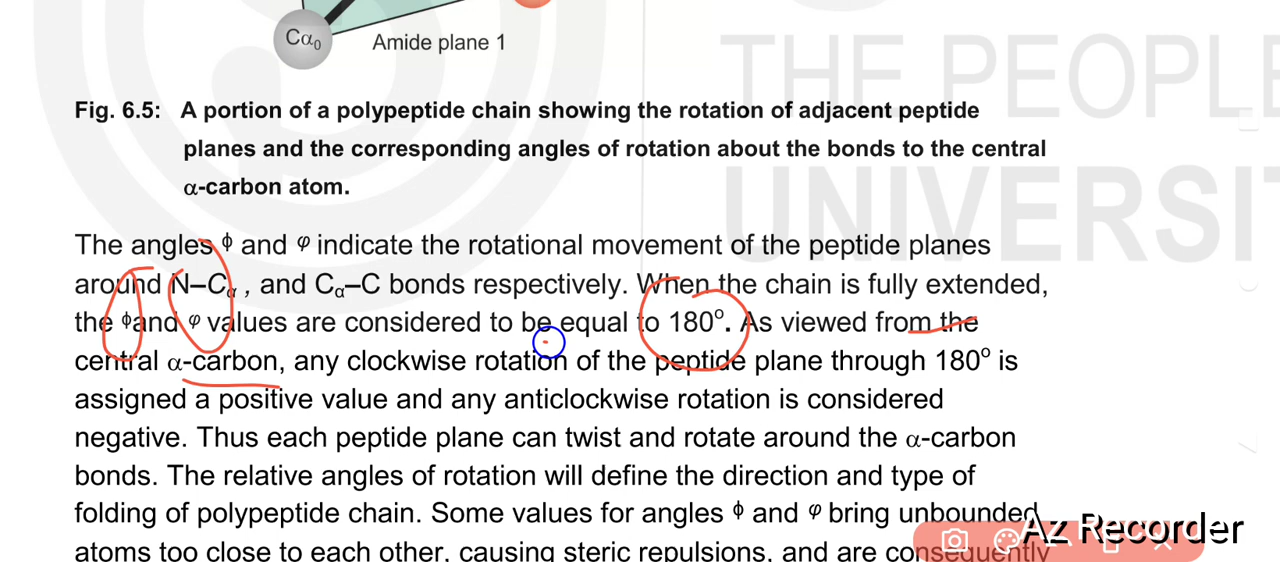 Cα0
Amide plane 1
THE PEOPLE
UNIVERSI
Fig. 6.5: A portion of a polypeptide chain showing the rotation of adjacent peptide
planes and the corresponding angles of rotation about the bonds to the central
α-carbon atom.
The angles ϕ and φ indicate the rotational movement of the peptide planes
around N–Cα , and Cα–C bonds respectively. When the chain is fully extended,
the ϕand φ values are considered to be equal to 180°. As viewed from the
central α-carbon, any clockwise rotation of the peptide plane through 180° is
assigned a positive value and any anticlockwise rotation is considered
negative. Thus each peptide plane can twist and rotate around the α-carbon
bonds. The relative angles of rotation will define the direction and type of
folding of polypeptide chain. Some values for angles ϕ and φ bring unbounded
atoms too close to each other, causing steric repulsions, and are consequently
Az Recorder